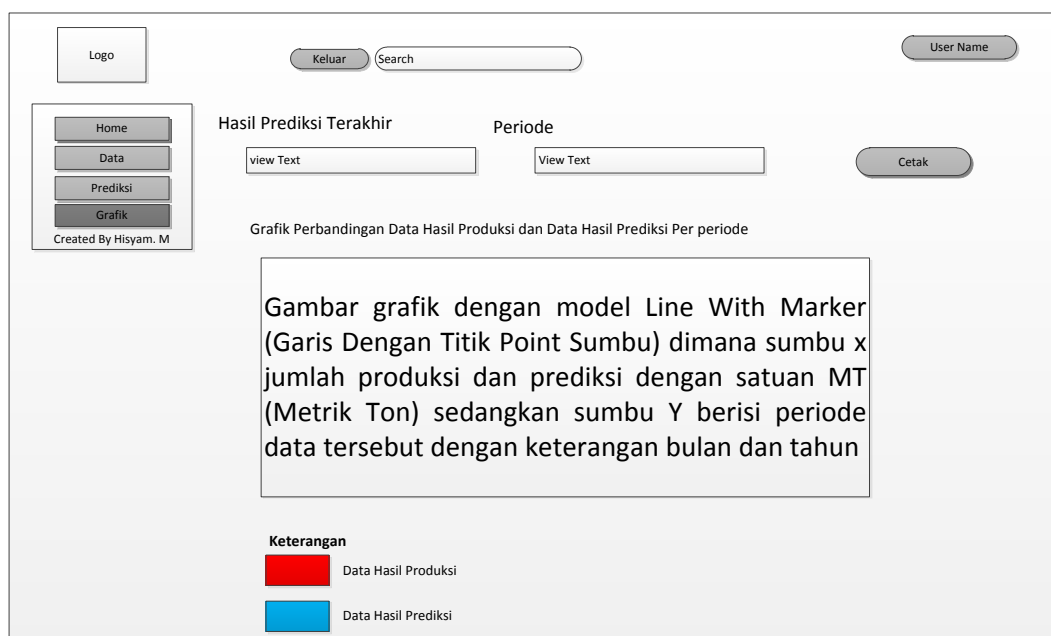 Logo
Keluar
Search
User Name
Home
Data
Prediksi
Grafik
Created By Hisyam. M
Hasil Prediksi Terakhir
Periode
view Text
View Text
Cetak
Grafik Perbandingan Data Hasil Produksi dan Data Hasil Prediksi Per periode
Gambar grafik dengan model Line With Marker
(Garis Dengan Titik Point Sumbu) dimana sumbu x
jumlah produksi dan prediksi dengan satuan MT
(Metrik Ton) sedangkan sumbu Y berisi periode
data tersebut dengan keterangan bulan dan tahun
Keterangan
Data Hasil Produksi
Data Hasil Prediksi